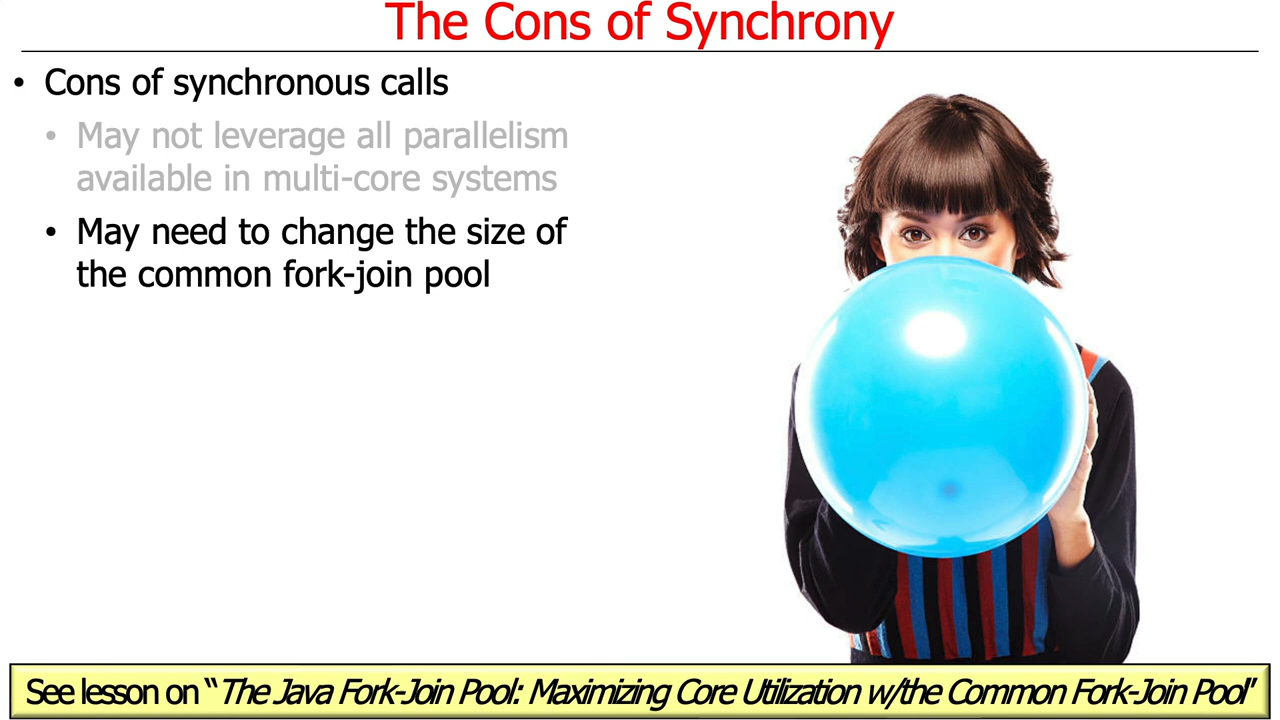 The Cons of Synchrony
• Cons of synchronous calls
• May not leverage all parallelism
available in multi-core systems
• May need to change the size of
the common fork-join pool
See lesson on “The Java Fork-Join Pool: Maximizing Core Utilization w/the Common Fork-Join Pool”